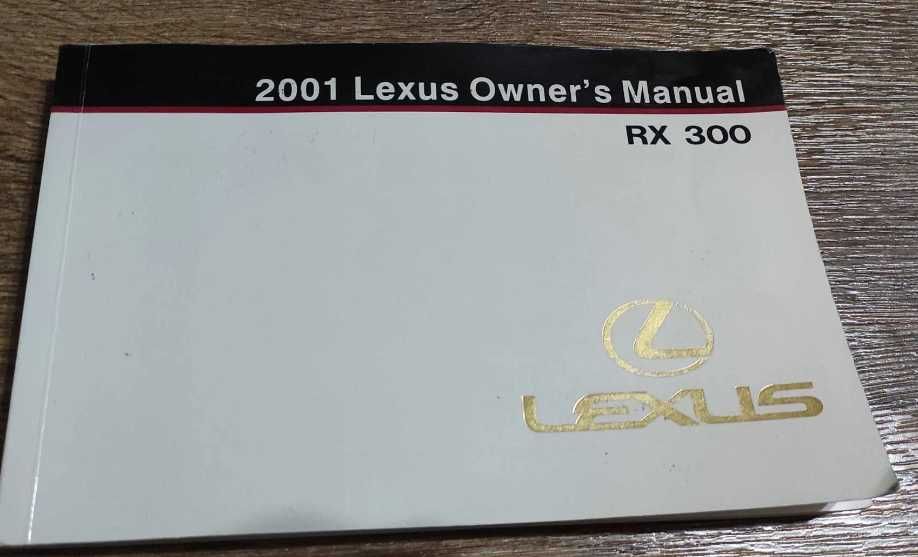 2001 Lexus Owner's Manual
RX 300
LEXUS